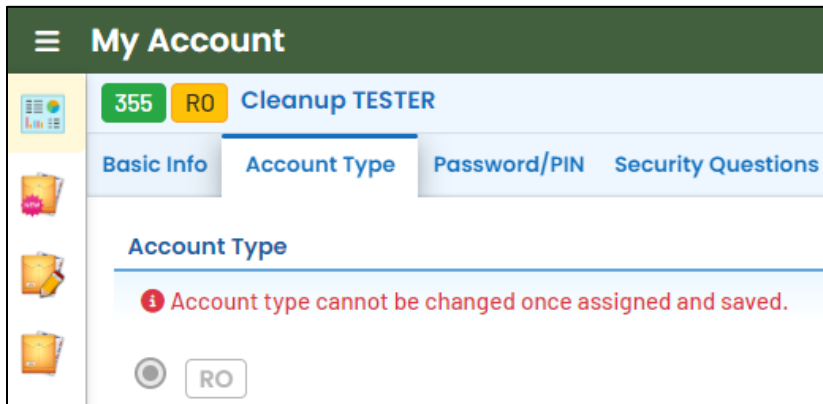 My Account
355 RO Cleanup TESTER
Basic Info Account Type Password/PIN Security Questions
NEW
Account Type
Account type cannot be changed once assigned and saved.
RO